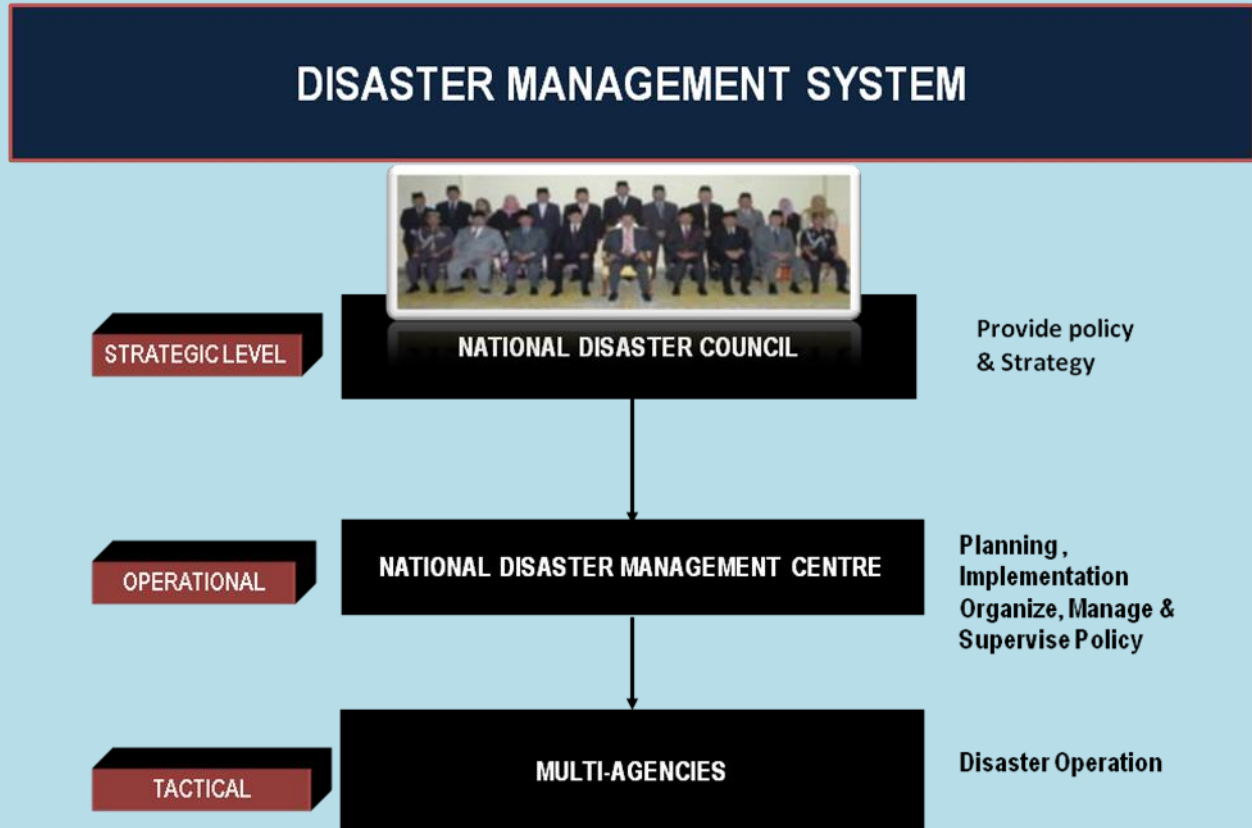 DISASTER MANAGEMENT SYSTEM
STRATEGIC LEVEL
NATIONAL DISASTER COUNCIL
Provide policy
& Strategy
OPERATIONAL
NATIONAL DISASTER MANAGEMENT CENTRE
Planning ,
Implementation
Organize, Manage &
Supervise Policy
TACTICAL
MULTI-AGENCIES
Disaster Operation